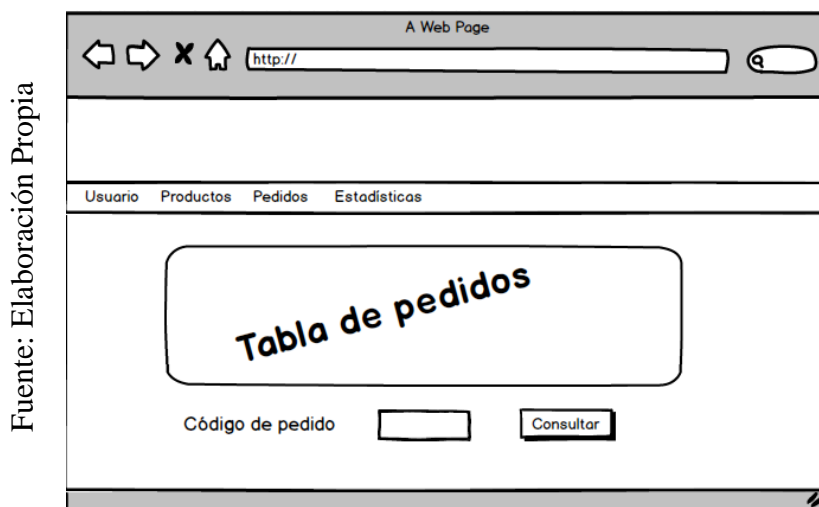 Fuente: Elaboración Propia
A Web Page
http://
Usuario Productos Pedidos Estadísticas
Tabla de pedidos
Código de pedido Consultar